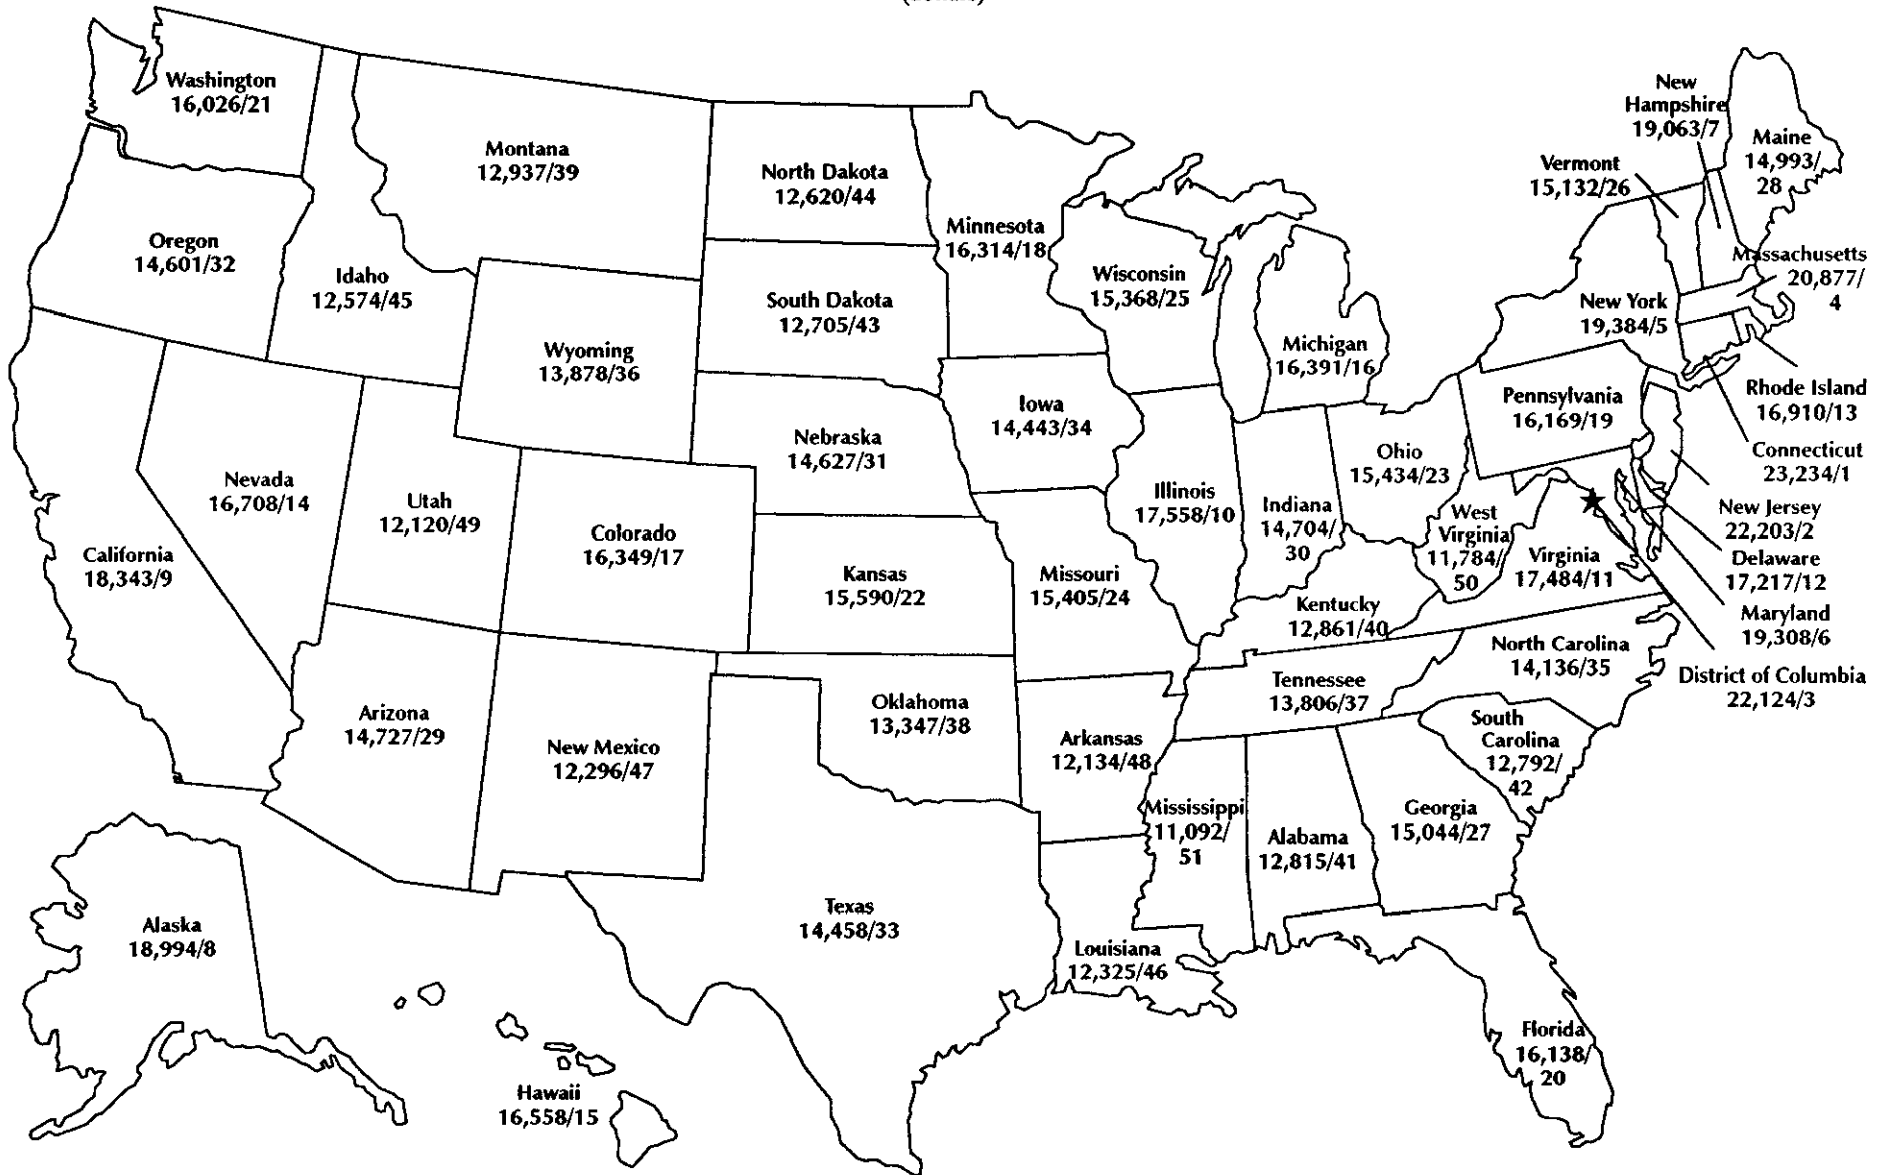 (dollars)
Washington
16,026/21
Montana
12,937/39
North Dakota
12,620/44
Minnesota
16,314/18
New
Hampshire
19,063/7
Maine
14,993/
28
Vermont
15,132/26
Oregon
14,601/32
Idaho
12,574/45
Wyoming
13,878/36
South Dakota
12,705/43
Wisconsin
15,368/25
Michigan
16,391/16
New York
19,384/5
Massachusetts
20,877/
4
Rhode Island
16,910/13
Connecticut
23,234/1
New Jersey
22,203/2
Delaware
17,217/12
Maryland
19,308/6
District of Columbia
22,124/3
Pennsylvania
16,169/19
Iowa
14,443/34
Nebraska
14,627/31
Nevada
16,708/14
Utah
12,120/49
Colorado
16,349/17
California
18,343/9
Kansas
15,590/22
Missouri
15,405/24
Illinois
17,558/10
Indiana
14,704/
30
Ohio
15,434/23
West
Virginia
11,784/
50
Virginia
17,484/11
Kentucky
12,861/40
North Carolina
14,136/35
Tennessee
13,806/37
South
Carolina
12,792/
42
Arizona
14,727/29
New Mexico
12,296/47
Oklahoma
13,347/38
Arkansas
12,134/48
Mississippi
11,092/
51
Alabama
12,815/41
Georgia
15,044/27
Texas
14,458/33
Louisiana
12,325/46
Florida
16,138/
20
Alaska
18,994/8
Hawaii
16,558/15